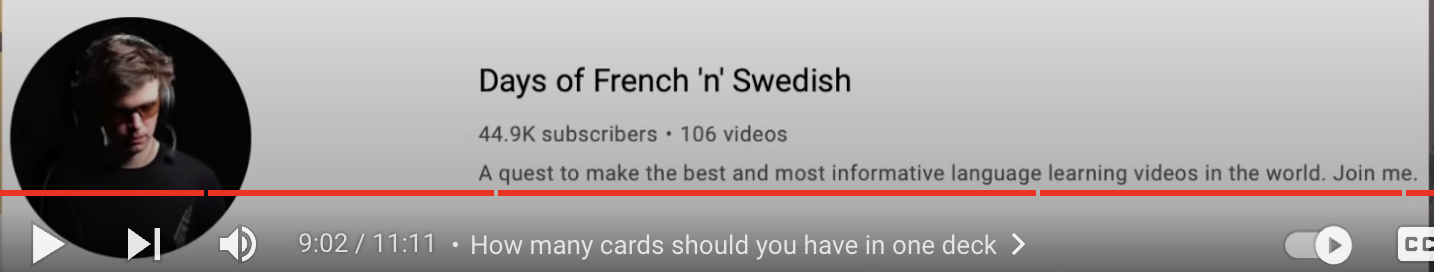 Days of French 'n' Swedish
44.9K subscribers • 106 videos
A quest to make the best and most informative language learning videos in the world. Join me.
9:02 / 11:11 • How many cards should you have in one deck
CC